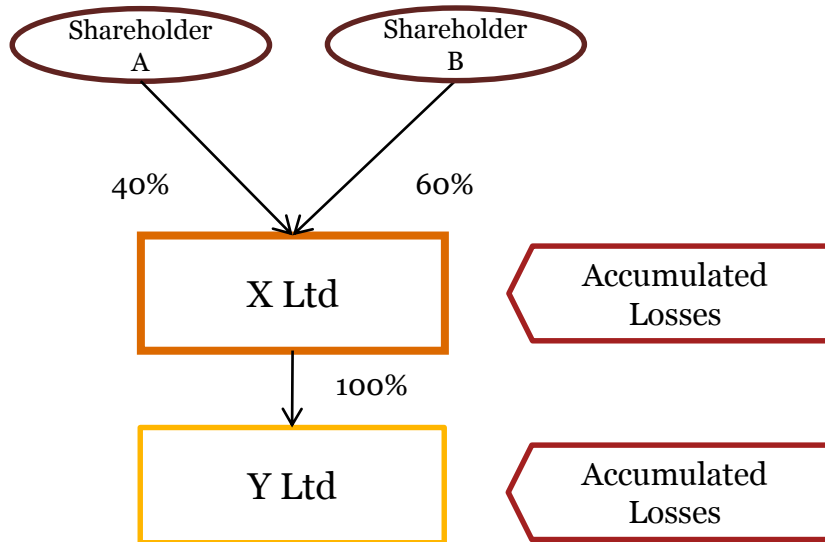 Shareholder
A
Shareholder
B
40%
60%
X Ltd
Accumulated
Losses
100%
Y Ltd
Accumulated
Losses